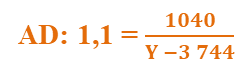 AD: 1,1 = 1040 / Y – 3 744